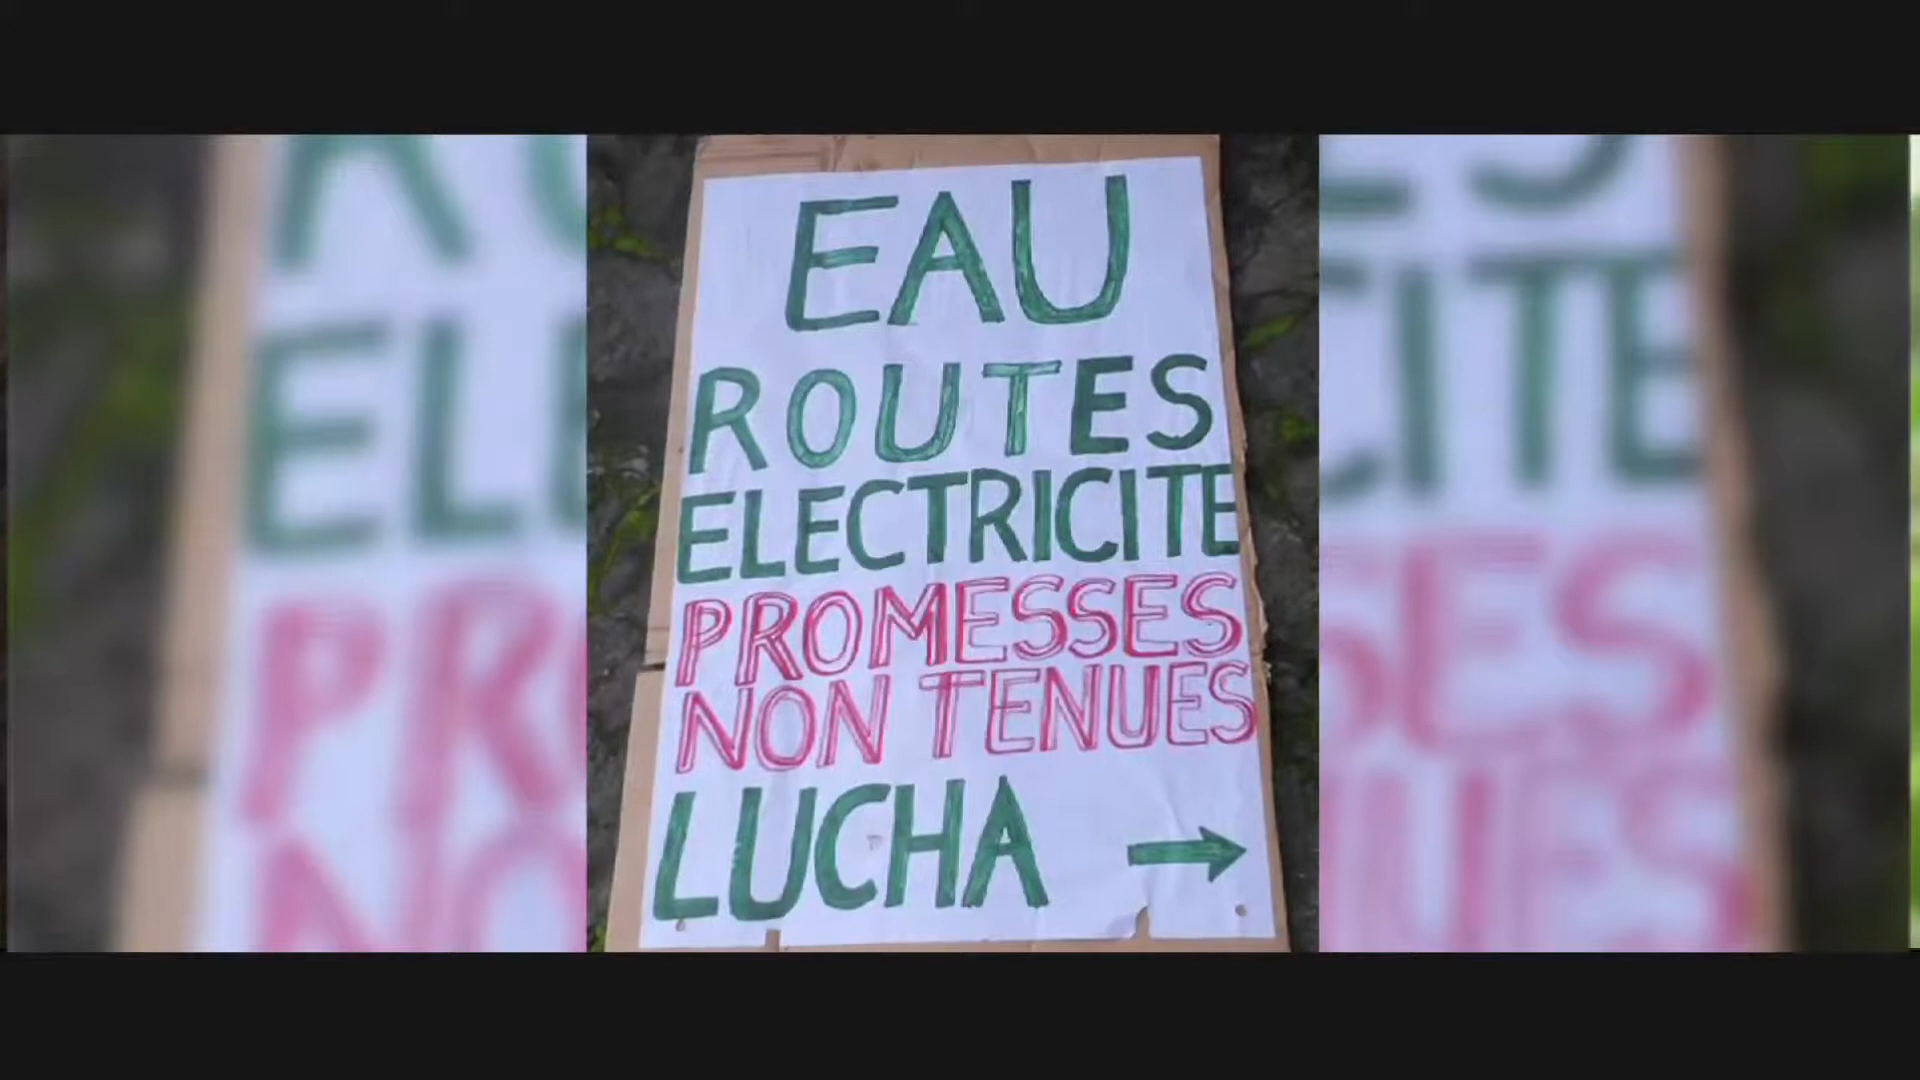 EAU
ROUTES
ELECTRICITE
PROMESSES
NON TENUES
LUCHA →